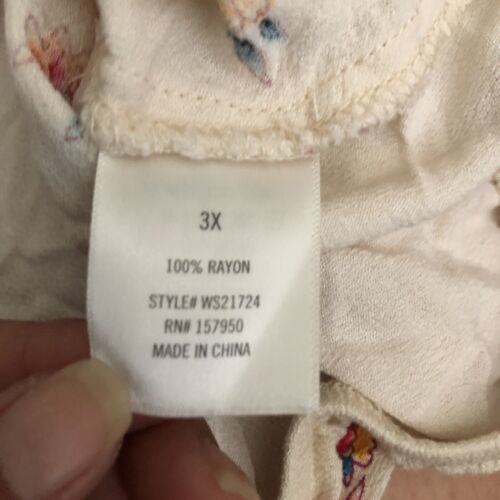 3X
100% RAYON
STYLE# WS21724
RN# 157950
MADE IN CHINA